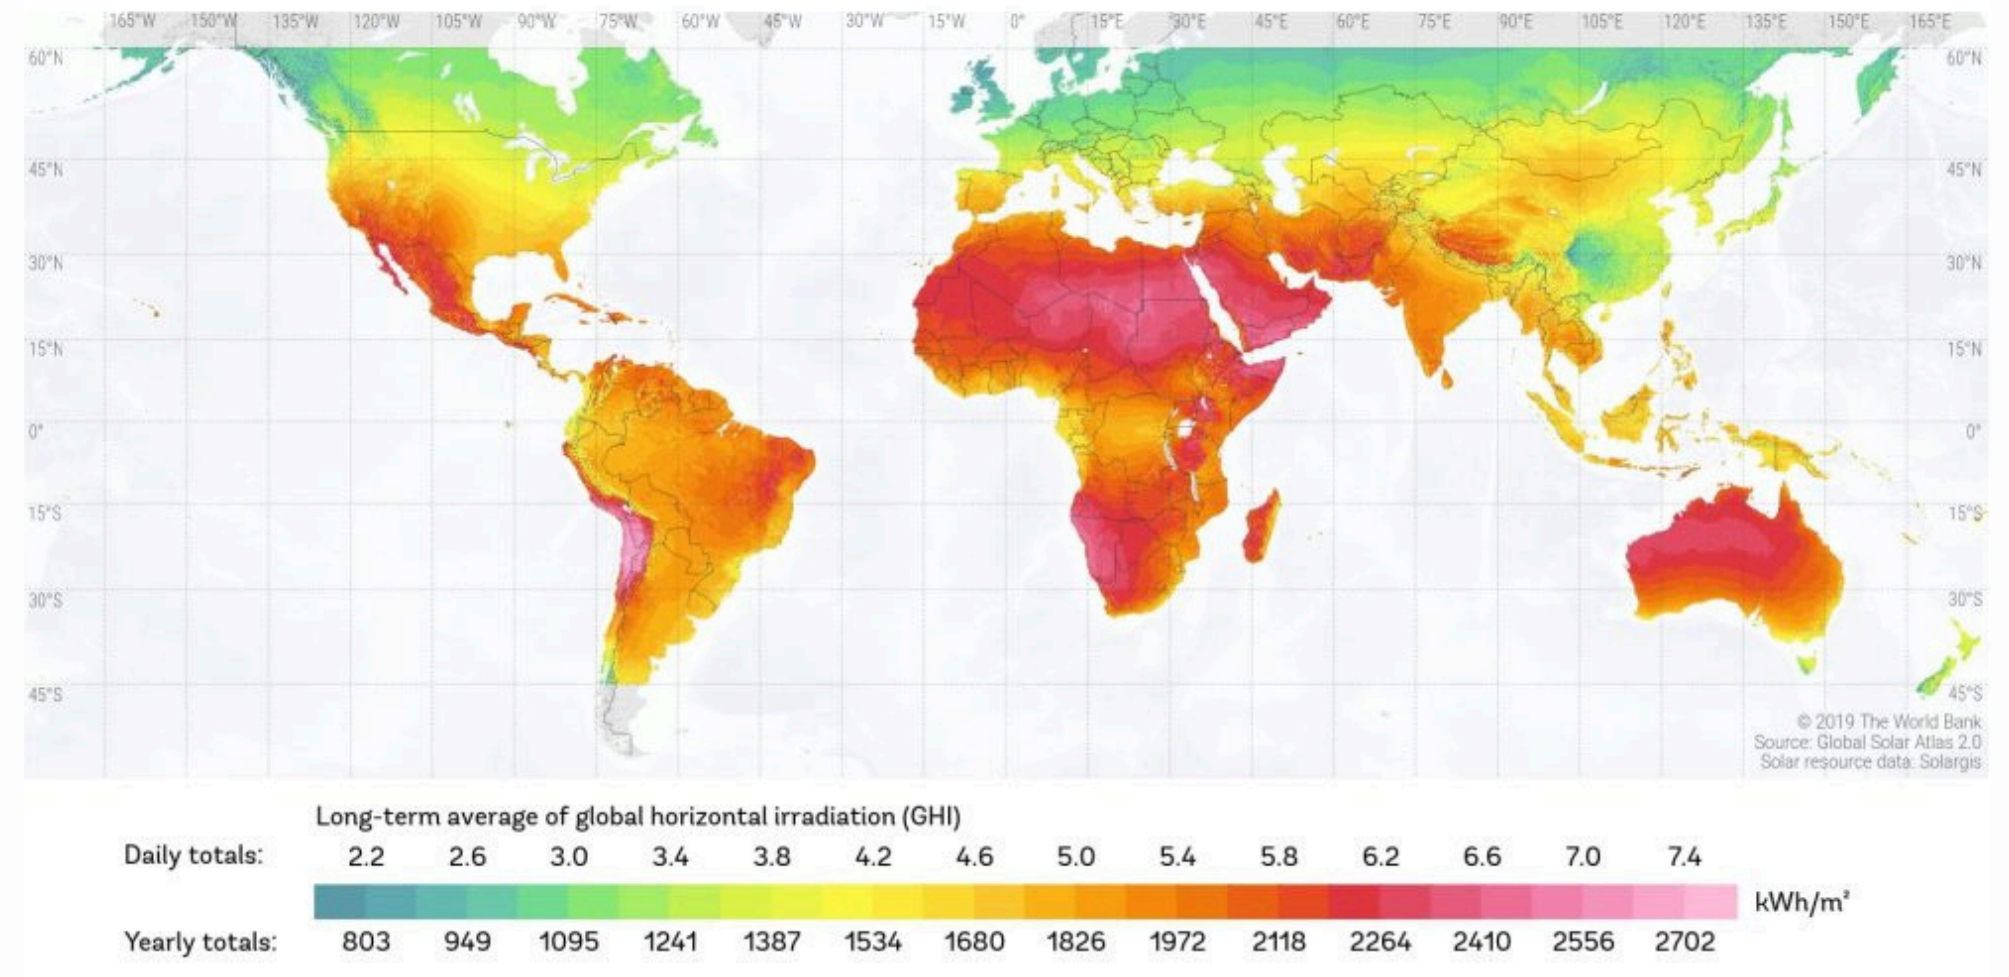 165°W 150°W 135°W 120°W 105°W 90°W 75°W 60°W 45°W 30°W 15°W 0° 15°E 30°E 45°E 60°E 75°E 90°E 105°E 120°E 135°E 150°E 165°E
60°N 60°N
45°N 45°N
30°N 30°N
15°N 15°N
0° 0°
15°S 15°S
30°S 30°S
45°S 45°S
© 2019 The World Bank
Source: Global Solar Atlas 2.0
Solar resource data: Solargis
Long-term average of global horizontal irradiation (GHI)
Daily totals: 2.2 2.6 3.0 3.4 3.8 4.2 4.6 5.0 5.4 5.8 6.2 6.6 7.0 7.4
kWh/m²
Yearly totals: 803 949 1095 1241 1387 1534 1680 1826 1972 2118 2264 2410 2556 2702